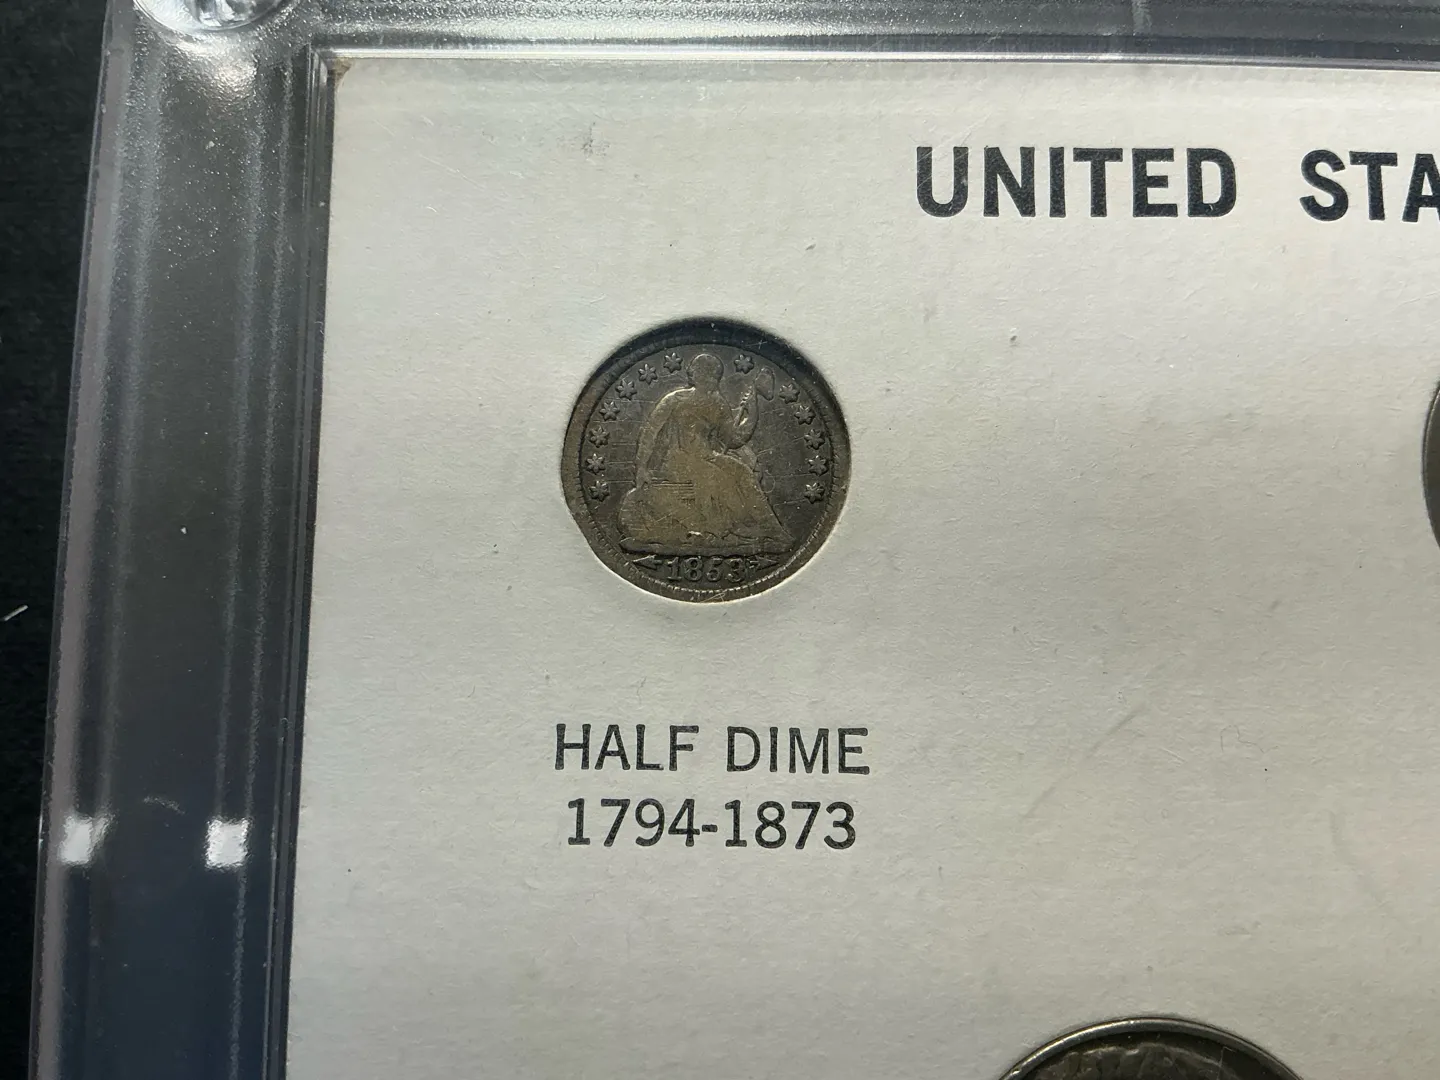 UNITED STA
1853
HALF DIME
1794-1873